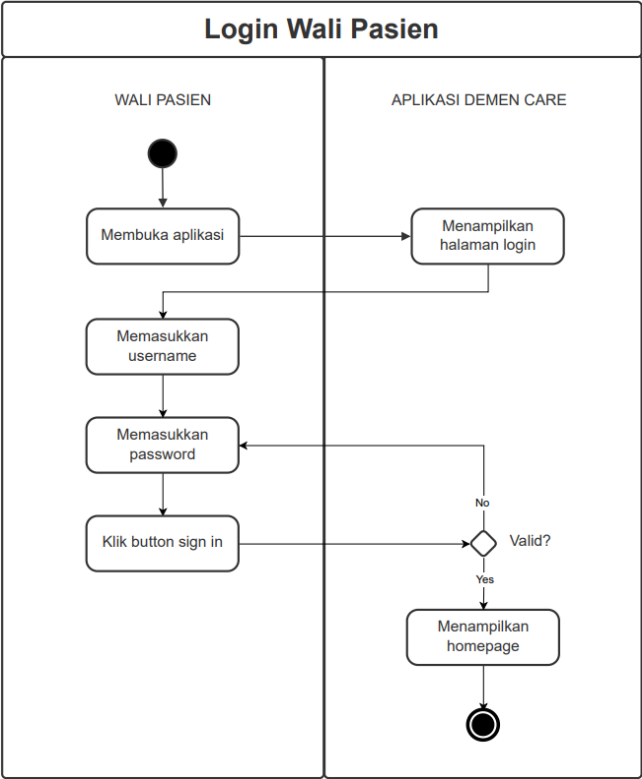 Login Wali Pasien
WALI PASIEN
APLIKASI DEMEN CARE
Membuka aplikasi
Menampilkan
halaman login
Memasukkan
username
Memasukkan
password
No
Klik button sign in
Valid?
Yes
Menampilkan
homepage